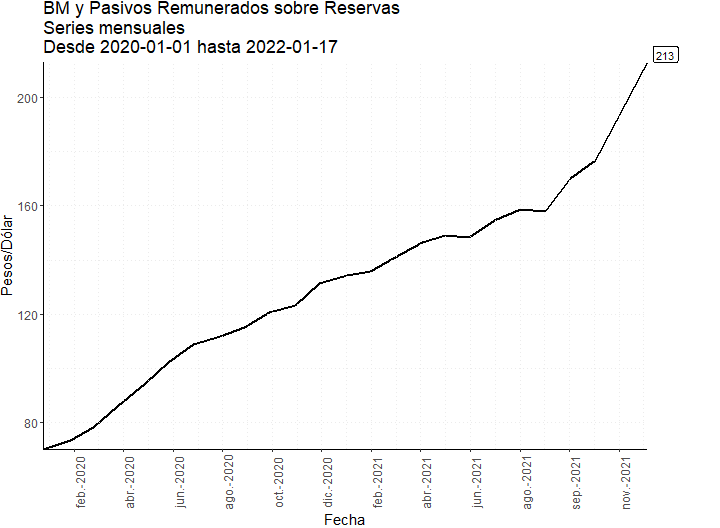 BM y Pasivos Remunerados sobre Reservas
Series mensuales
Desde 2020-01-01 hasta 2022-01-17
213
200
160
120
80
Pesos/Dólar
feb.-2020
abr.-2020
jun.-2020
ago.-2020
oct.-2020
dic.-2020
feb.-2021
abr.-2021
jun.-2021
ago.-2021
sep.-2021
nov.-2021
Fecha